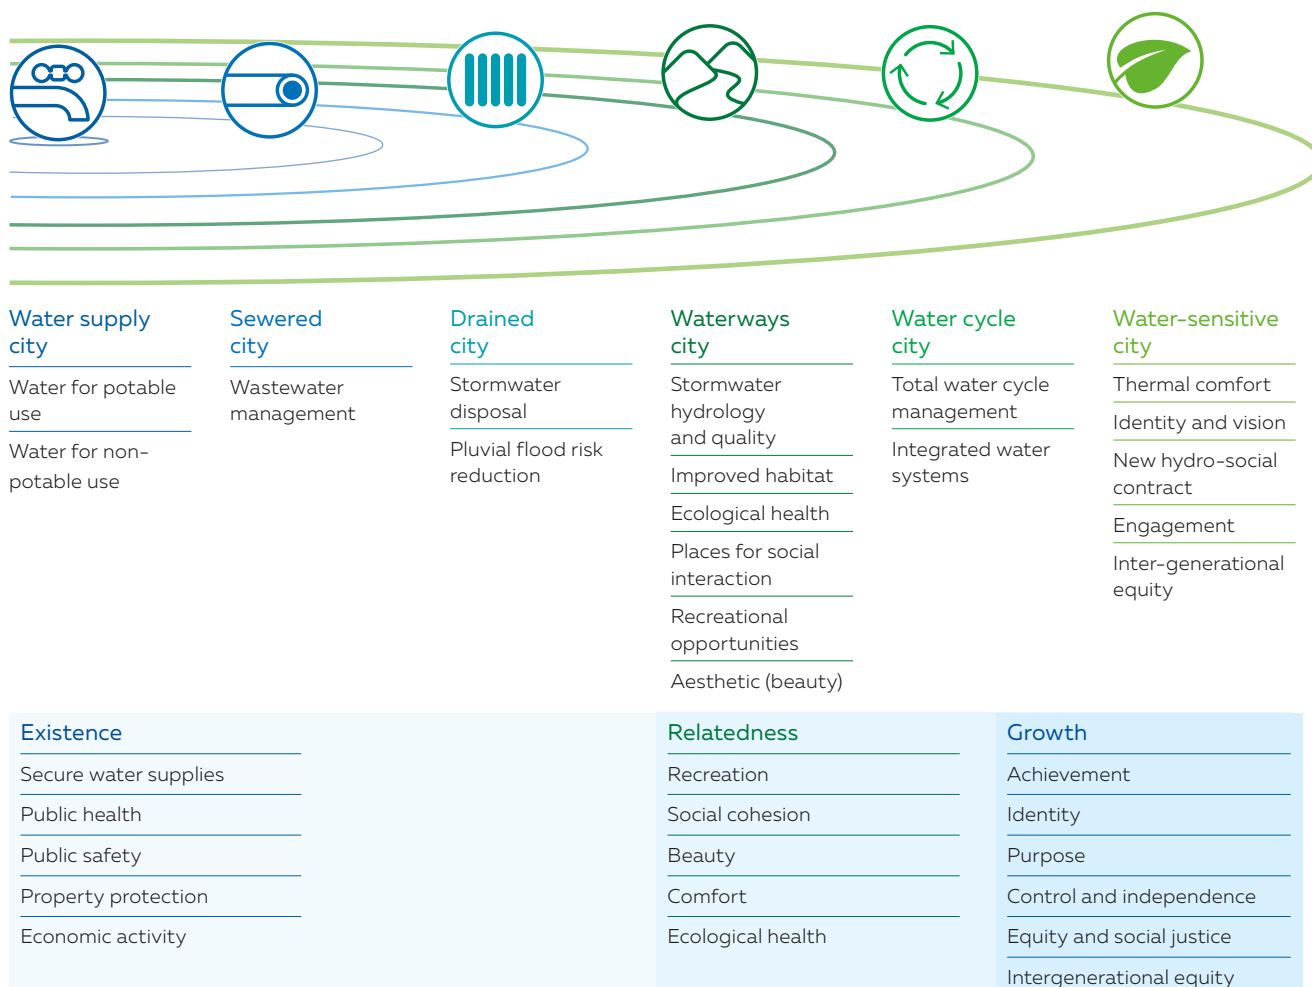 Water supply
city
Water for potable
use
Water for non-
potable use
Sewered
city
Wastewater
management
Drained
city
Stormwater
disposal
Pluvial flood risk
reduction
Waterways
city
Stormwater
hydrology
and quality
Improved habitat
Ecological health
Places for social
interaction
Recreational
opportunities
Aesthetic (beauty)
Water cycle
city
Total water cycle
management
Integrated water
systems
Water-sensitive
city
Thermal comfort
Identity and vision
New hydro-social
contract
Engagement
Inter-generational
equity
Existence
Secure water supplies
Public health
Public safety
Property protection
Economic activity
Relatedness
Recreation
Social cohesion
Beauty
Comfort
Ecological health
Growth
Achievement
Identity
Purpose
Control and independence
Equity and social justice
Intergenerational equity